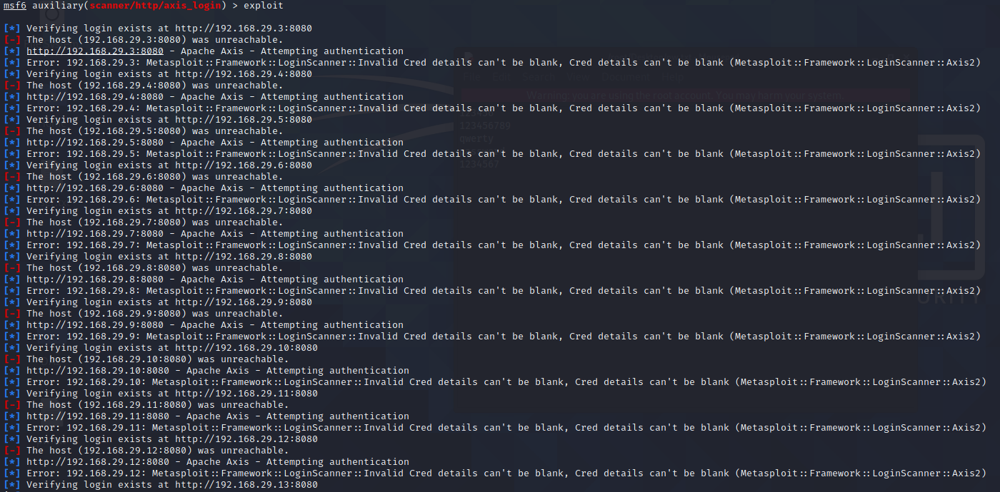 msf6 auxiliary(scanner/http/axis_login) > exploit
[*] Verifying login exists at http://192.168.29.3:8080
[-] The host (192.168.29.3:8080) was unreachable.
[*] http://192.168.29.3:8080 - Apache Axis - Attempting authentication
[*] Error: 192.168.29.3: Metasploit::Framework::LoginScanner::Invalid Cred details can't be blank, Cred details can't be blank (Metasploit::Framework::LoginScanner::Axis2)
[*] Verifying login exists at http://192.168.29.4:8080
[-] The host (192.168.29.4:8080) was unreachable.
[*] http://192.168.29.4:8080 - Apache Axis - Attempting authentication
File Edit Search View Document Help
Warning: you are using the root account. You may harm your system.
[*] Error: 192.168.29.4: Metasploit::Framework::LoginScanner::Invalid Cred details can't be blank, Cred details can't be blank (Metasploit::Framework::LoginScanner::Axis2)
[*] Verifying login exists at http://192.168.29.5:8080
[-] The host (192.168.29.5:8080) was unreachable.
123456789
[*] http://192.168.29.5:8080 - Apache Axis - Attempting authentication
qwerty
[*] Error: 192.168.29.5: Metasploit::Framework::LoginScanner::Invalid Cred details can't be blank, Cred details can't be blank (Metasploit::Framework::LoginScanner::Axis2)
[*] Verifying login exists at http://192.168.29.6:8080
1234567
[-] The host (192.168.29.6:8080) was unreachable.
[*] http://192.168.29.6:8080 - Apache Axis - Attempting authentication
[*] Error: 192.168.29.6: Metasploit::Framework::LoginScanner::Invalid Cred details can't be blank, Cred details can't be blank (Metasploit::Framework::LoginScanner::Axis2)
[*] Verifying login exists at http://192.168.29.7:8080
[-] The host (192.168.29.7:8080) was unreachable.
[*] http://192.168.29.7:8080 - Apache Axis - Attempting authentication
[*] Error: 192.168.29.7: Metasploit::Framework::LoginScanner::Invalid Cred details can't be blank, Cred details can't be blank (Metasploit::Framework::LoginScanner::Axis2)
[*] Verifying login exists at http://192.168.29.8:8080
[-] The host (192.168.29.8:8080) was unreachable.
[*] http://192.168.29.8:8080 - Apache Axis - Attempting authentication
[*] Error: 192.168.29.8: Metasploit::Framework::LoginScanner::Invalid Cred details can't be blank, Cred details can't be blank (Metasploit::Framework::LoginScanner::Axis2)
[*] Verifying login exists at http://192.168.29.9:8080
[-] The host (192.168.29.9:8080) was unreachable.
[*] http://192.168.29.9:8080 - Apache Axis - Attempting authentication
[*] Error: 192.168.29.9: Metasploit::Framework::LoginScanner::Invalid Cred details can't be blank, Cred details can't be blank (Metasploit::Framework::LoginScanner::Axis2)
[*] Verifying login exists at http://192.168.29.10:8080
[-] The host (192.168.29.10:8080) was unreachable.
[*] http://192.168.29.10:8080 - Apache Axis - Attempting authentication
[*] Error: 192.168.29.10: Metasploit::Framework::LoginScanner::Invalid Cred details can't be blank, Cred details can't be blank (Metasploit::Framework::LoginScanner::Axis2)
[*] Verifying login exists at http://192.168.29.11:8080
[-] The host (192.168.29.11:8080) was unreachable.
[*] http://192.168.29.11:8080 - Apache Axis - Attempting authentication
[*] Error: 192.168.29.11: Metasploit::Framework::LoginScanner::Invalid Cred details can't be blank, Cred details can't be blank (Metasploit::Framework::LoginScanner::Axis2)
[*] Verifying login exists at http://192.168.29.12:8080
[-] The host (192.168.29.12:8080) was unreachable.
[*] http://192.168.29.12:8080 - Apache Axis - Attempting authentication
[*] Error: 192.168.29.12: Metasploit::Framework::LoginScanner::Invalid Cred details can't be blank, Cred details can't be blank (Metasploit::Framework::LoginScanner::Axis2)
[*] Verifying login exists at http://192.168.29.13:8080